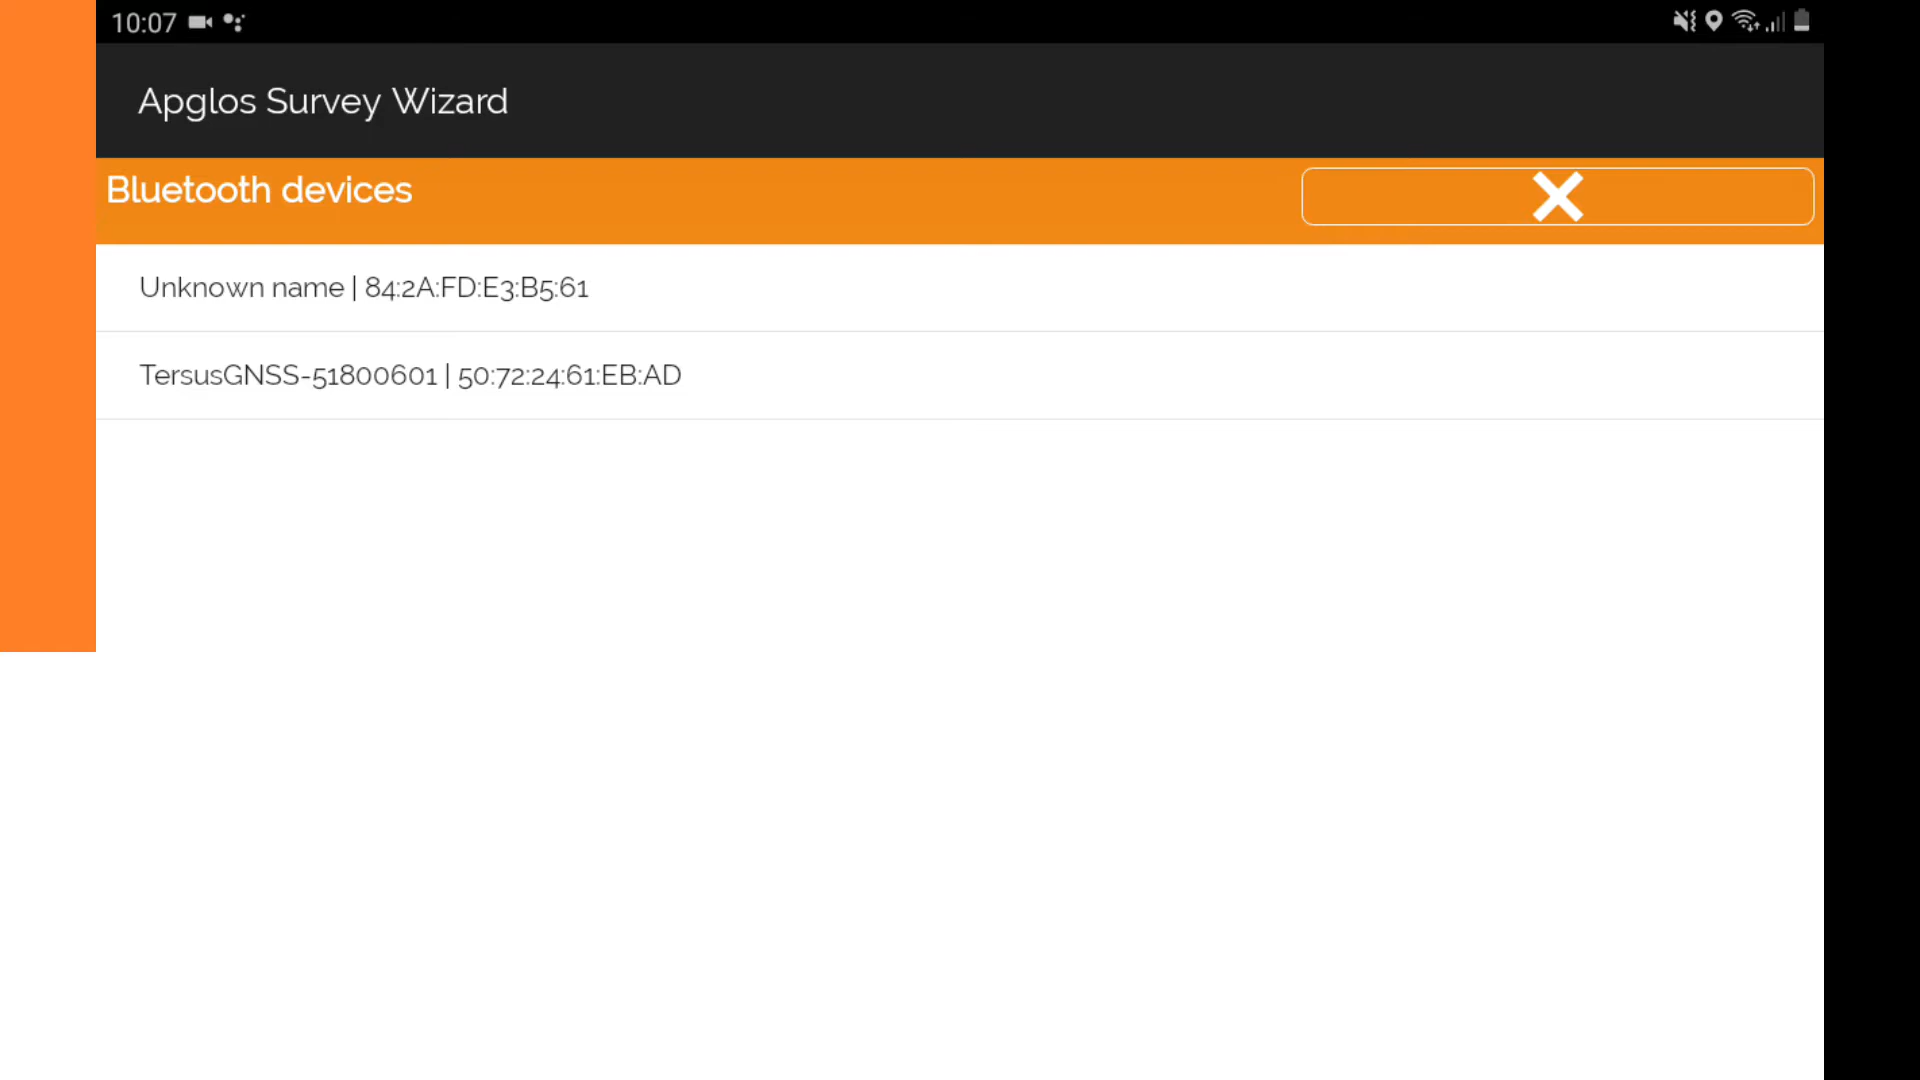 10:07
Apglos Survey Wizard
Bluetooth devices
Unknown name | 84:2A:FD:E3:B5:61
TersusGNSS-51800601 | 50:72:24:61:EB:AD